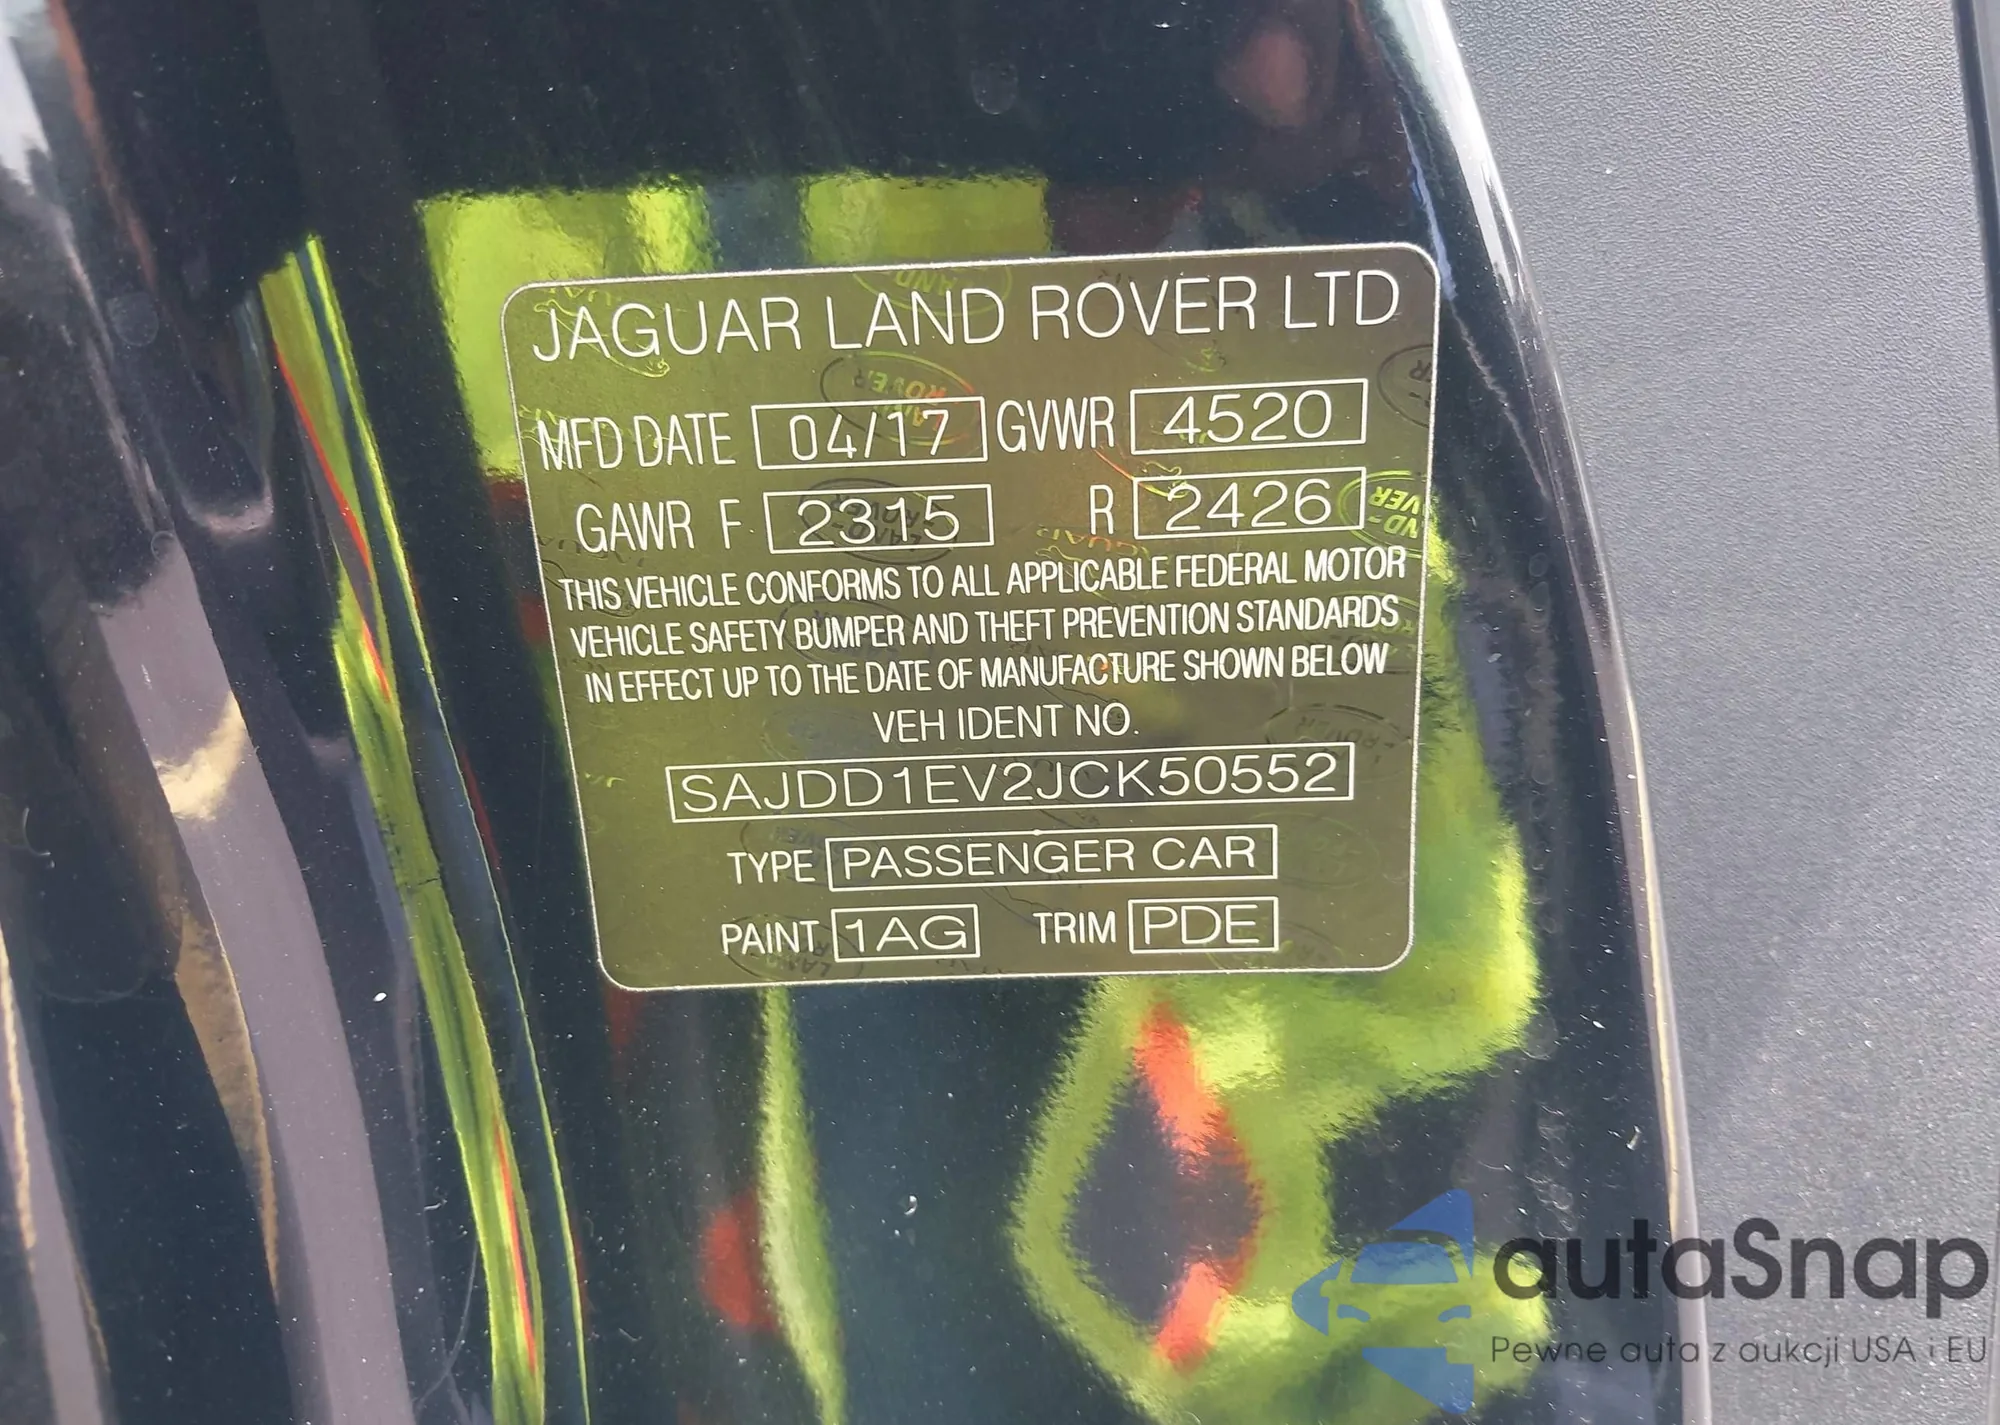 JAGUAR LAND ROVER LTD
MFD DATE 04/17 GVWR 4520
GAWR F 2315 R 2426
THIS VEHICLE CONFORMS TO ALL APPLICABLE FEDERAL MOTOR
VEHICLE SAFETY BUMPER AND THEFT PREVENTION STANDARDS
IN EFFECT UP TO THE DATE OF MANUFACTURE SHOWN BELOW
VEH IDENT NO.
SAJDD1EV2JCK50552
TYPE PASSENGER CAR
PAINT 1AG TRIM PDE
autaSnap
Pewne auta z aukcji USA i EU